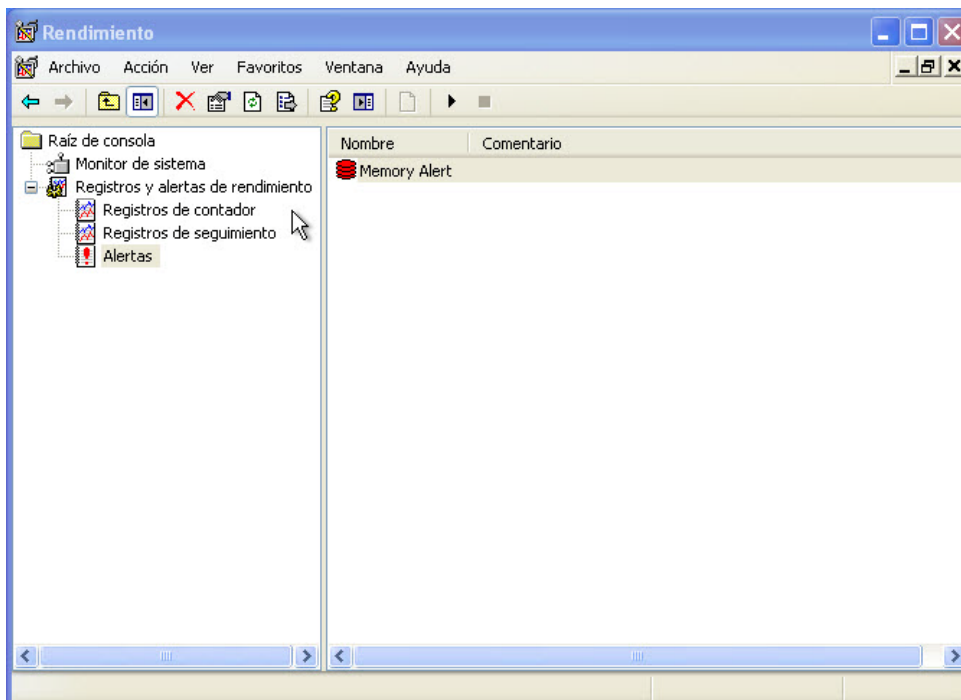 Rendimiento
Archivo Acción Ver Favoritos Ventana Ayuda
Raíz de consola
Monitor de sistema
Registros y alertas de rendimiento
Registros de contador
Registros de seguimiento
Alertas
Nombre Comentario
Memory Alert